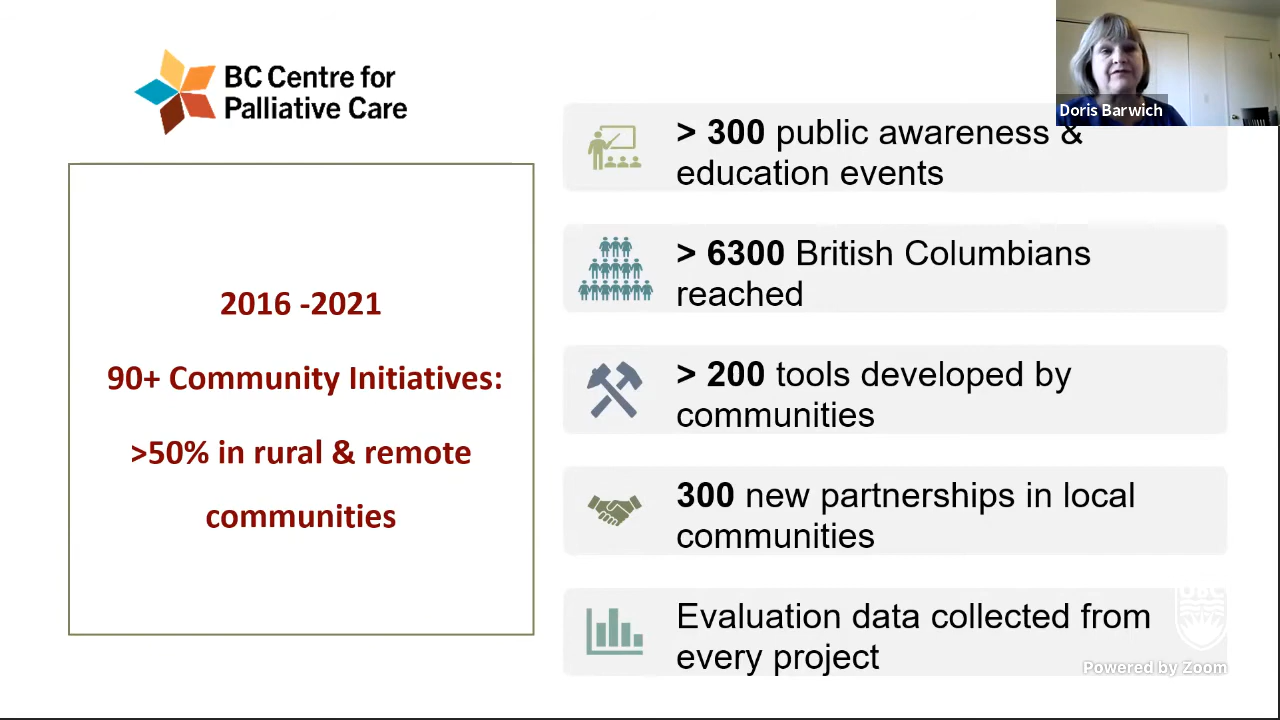 BC Centre for
Palliative Care
Doris Barwich
2016 -2021
90+ Community Initiatives:
>50% in rural & remote
communities
> 300 public awareness &
education events
> 6300 British Columbians
reached
> 200 tools developed by
communities
300 new partnerships in local
communities
Evaluation data collected from
every project
UBC
Powered by Zoom